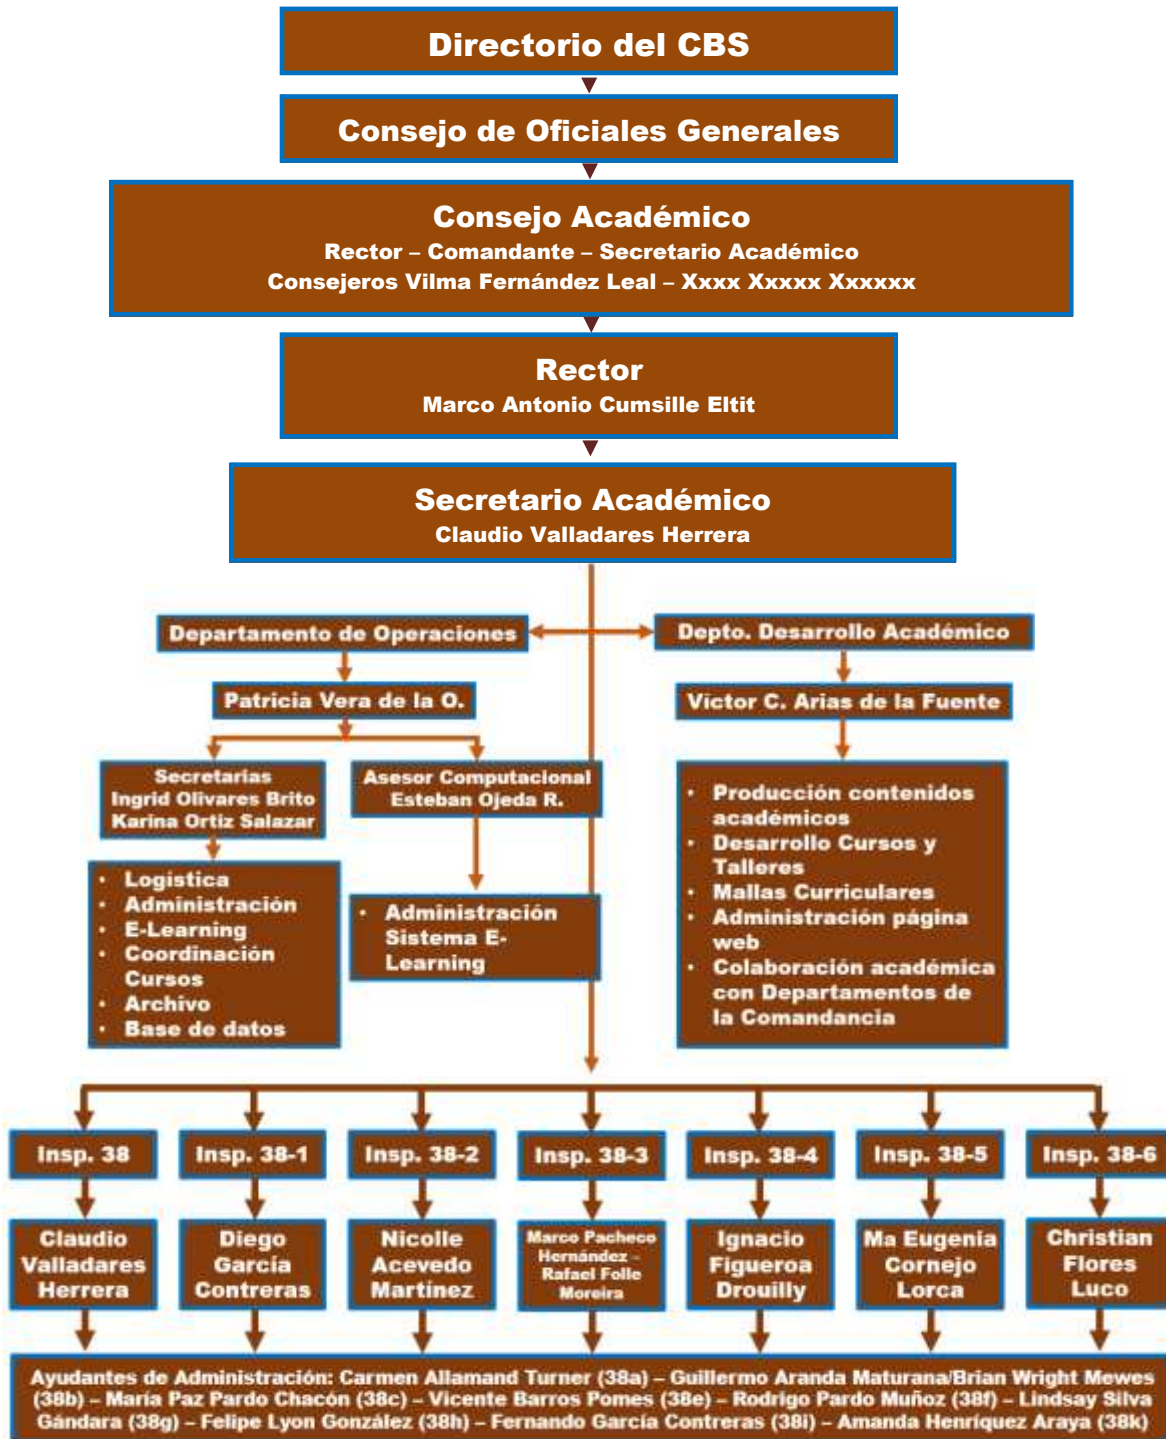 Directorio del CBS
Consejo de Oficiales Generales
Consejo Académico
Rector – Comandante – Secretario Académico
Consejeros Vilma Fernández Leal – Xxxx Xxxxx Xxxxxx
Rector
Marco Antonio Cumsille Eltit
Secretario Académico
Claudio Valladares Herrera
Departamento de Operaciones
Depto. Desarrollo Académico
Patricia Vera de la O.
Víctor C. Arias de la Fuente
Secretarias
Ingrid Olivares Brito
Karina Ortiz Salazar
Asesor Computacional
Esteban Ojeda R.
• Logística
• Administración
• E-Learning
• Coordinación
Cursos
• Archivo
• Base de datos
• Administración
Sistema E-
Learning
• Producción contenidos
académicos
• Desarrollo Cursos y
Talleres
• Mallas Curriculares
• Administración página
web
• Colaboración académica
con Departamentos de
la Comandancia
Insp. 38
Insp. 38-1
Insp. 38-2
Insp. 38-3
Insp. 38-4
Insp. 38-5
Insp. 38-6
Claudio
Valladares
Herrera
Diego
García
Contreras
Nicolle
Acevedo
Martínez
Marco Pacheco
Hernández –
Rafael Folle
Moreira
Ignacio
Figueroa
Drouilly
Ma Eugenia
Cornejo
Lorca
Christian
Flores
Luco
Ayudantes de Administración: Carmen Allamand Turner (38a) – Guillermo Aranda Maturana/Brian Wright Mewes
(38b) – María Paz Pardo Chacón (38c) – Vicente Barros Pomes (38e) – Rodrigo Pardo Muñoz (38f) – Lindsay Silva
Gándara (38g) – Felipe Lyon González (38h) – Fernando García Contreras (38i) – Amanda Henríquez Araya (38k)